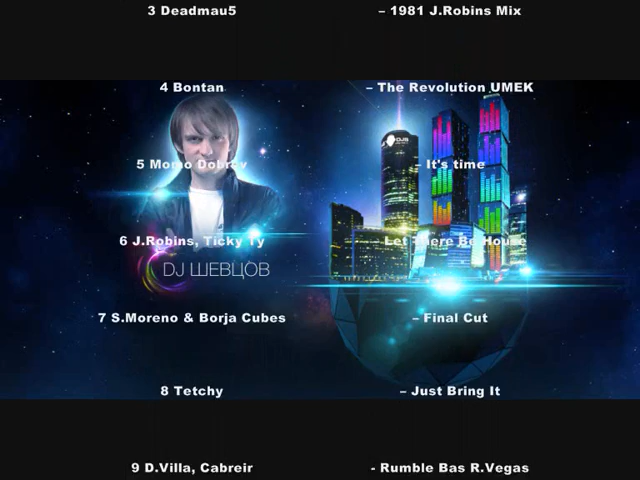 3 Deadmau5 – 1981 J.Robins Mix
4 Bontan – The Revolution UMEK
5 Momo Dobrev It's time
6 J.Robins, Ticky Ty Let There Be House
DJ ШЕВЦОВ
7 S.Moreno & Borja Cubes – Final Cut
8 Tetchy – Just Bring It
9 D.Villa, Cabreir - Rumble Bas R.Vegas